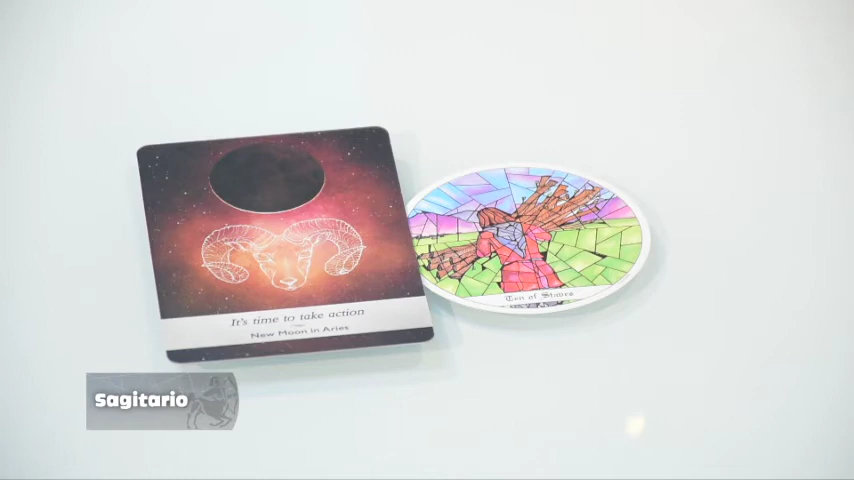 It's time to take action
New Moon in Aries
Ten of Staves
Sagitario